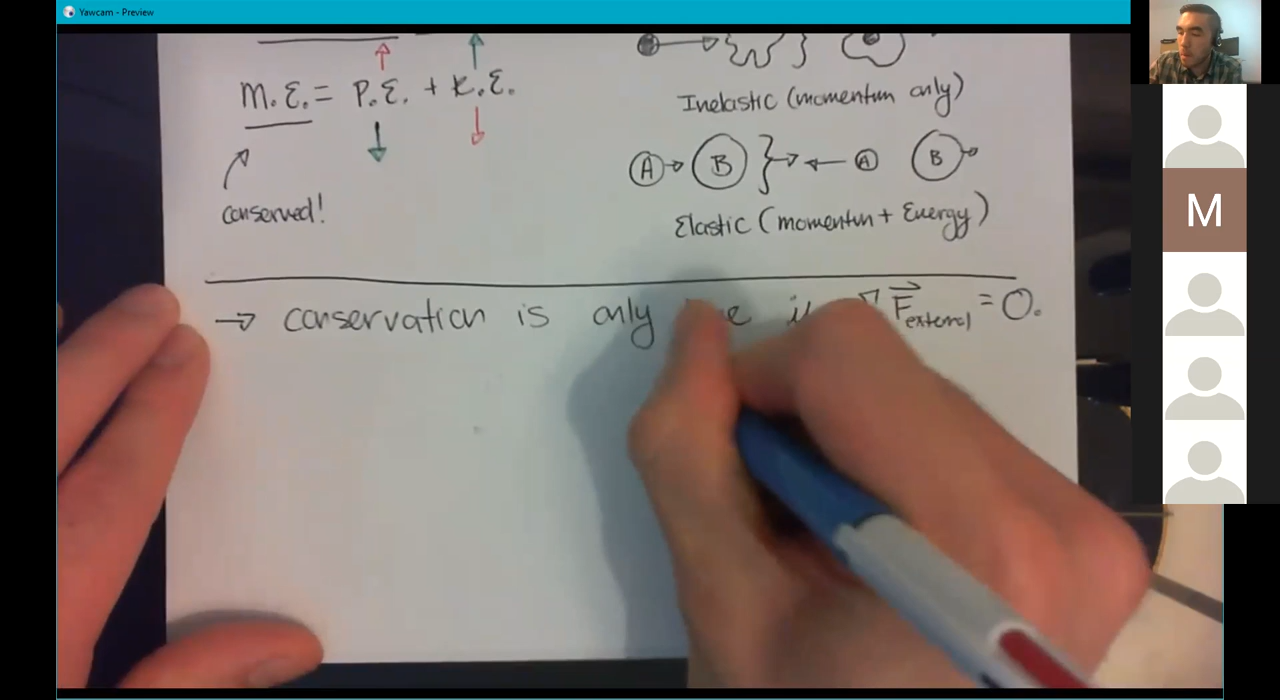 Yawcam - Preview
M.E. = P.E. + K.E.
conserved!
Inelastic (momentum only)
A B A B
Elastic (momentum + Energy)
→ conservation is only F external = 0.
M